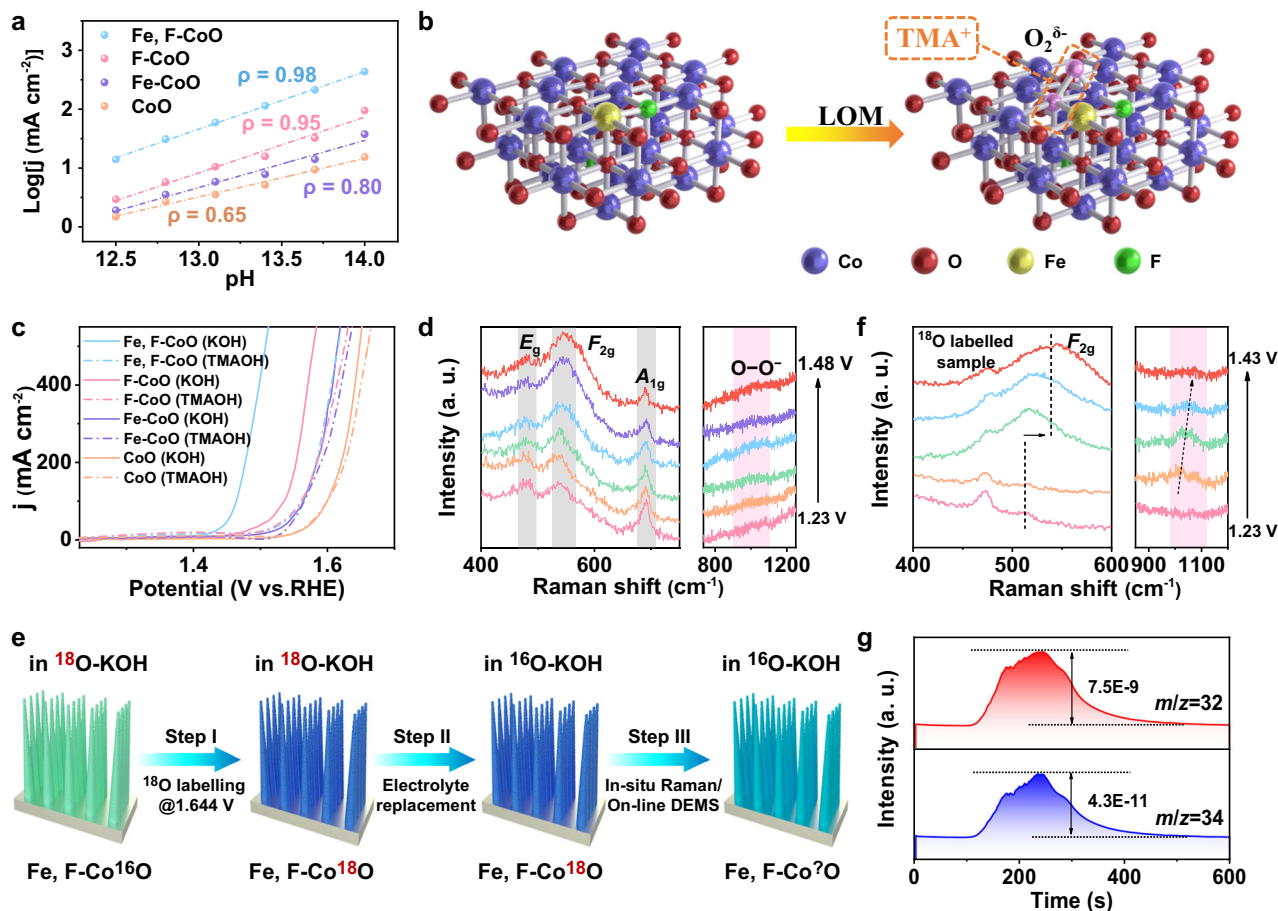 a
Fe, F-CoO
F-CoO
Fe-CoO
CoO
ρ = 0.98
ρ = 0.95
ρ = 0.80
ρ = 0.65
Log[j (mA cm⁻²)]
3
2
1
0
12.5
13.0
13.5
14.0
pH
b
TMA⁺
O₂^δ⁻
LOM
Co
O
Fe
F
c
Fe, F-CoO (KOH)
Fe, F-CoO (TMAOH)
F-CoO (KOH)
F-CoO (TMAOH)
Fe-CoO (KOH)
Fe-CoO (TMAOH)
CoO (KOH)
CoO (TMAOH)
j (mA cm⁻²)
400
200
0
1.4
1.6
Potential (V vs.RHE)
d
E_g
F_2g
A_1g
O–O⁻
1.48 V
1.23 V
Intensity (a. u.)
400
600
800
1200
Raman shift (cm⁻¹)
f
¹⁸O labelled
sample
F_2g
1.43 V
1.23 V
Intensity (a. u.)
400
500
600
900
1100
Raman shift (cm⁻¹)
e
in ¹⁸O-KOH
in ¹⁸O-KOH
in ¹⁶O-KOH
in ¹⁶O-KOH
Step I
¹⁸O labelling
@1.644 V
Step II
Electrolyte
replacement
Step III
In-situ Raman/
On-line DEMS
Fe, F-Co¹⁶O
Fe, F-Co¹⁸O
Fe, F-Co¹⁸O
Fe, F-Co?O
g
7.5E-9
m/z=32
4.3E-11
m/z=34
Intensity (a. u.)
0
200
400
600
Time (s)